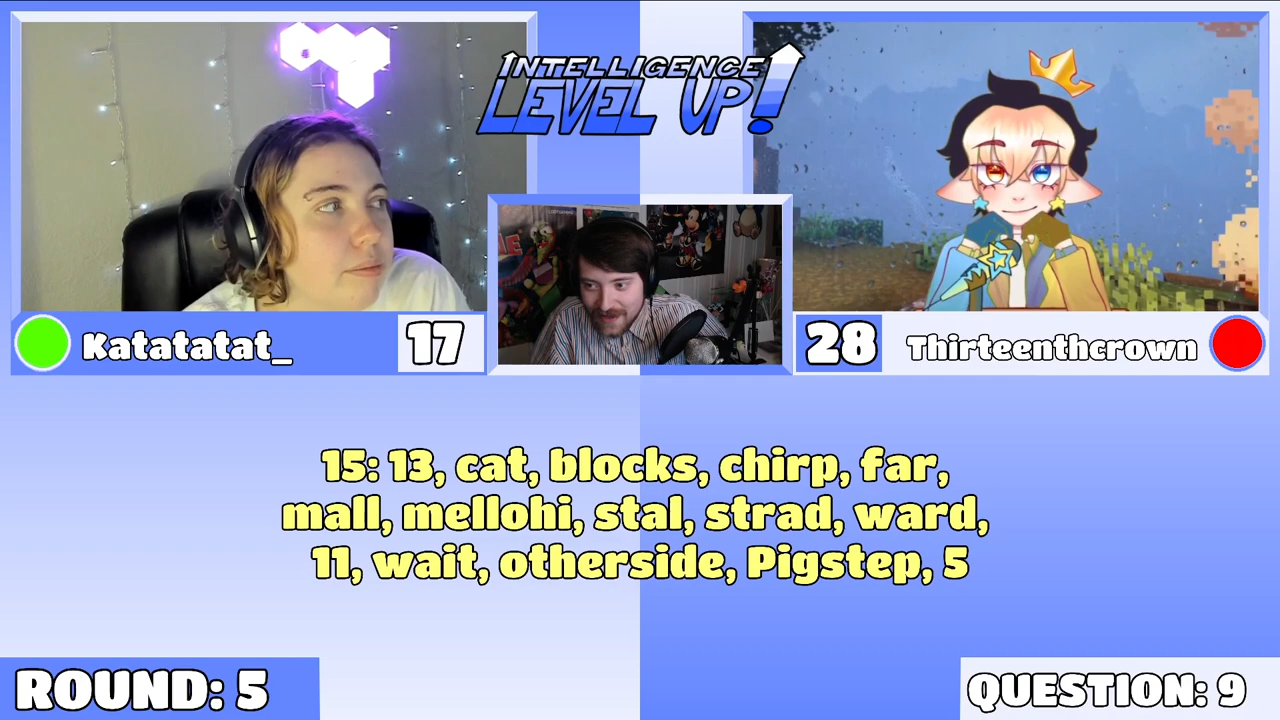 INTELLIGENCE
LEVEL UP!
Katatatat_
17
28
Thirteenthcrown
15: 13, cat, blocks, chirp, far,
mall, mellohi, stal, strad, ward,
11, wait, otherside, Pigstep, 5
ROUND: 5
QUESTION: 9